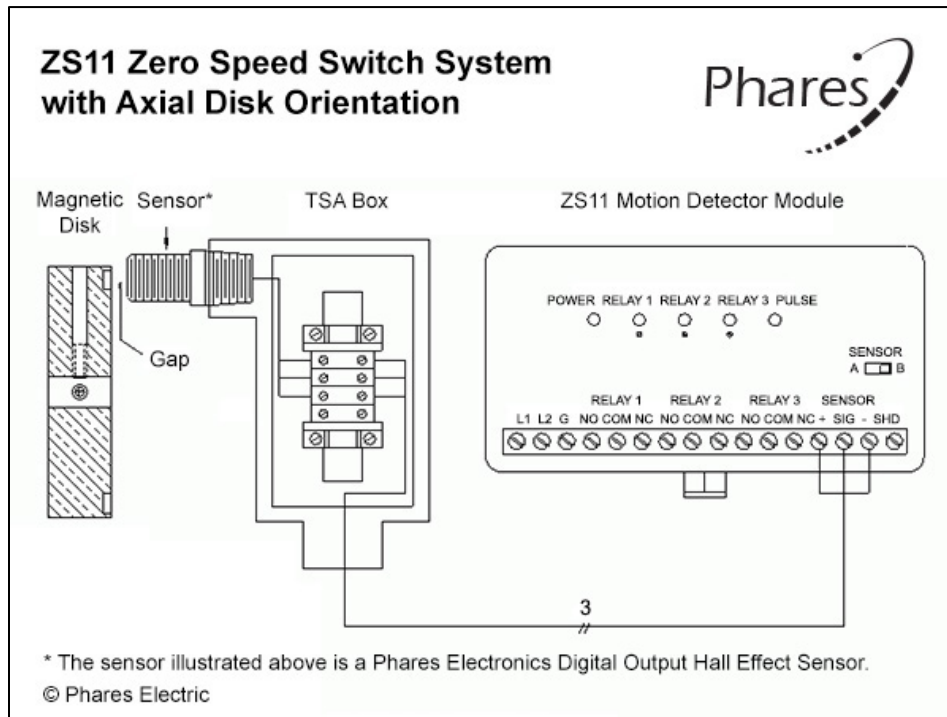 ZS11 Zero Speed Switch System
with Axial Disk Orientation
Phares
Magnetic
Disk
Sensor*
TSA Box
ZS11 Motion Detector Module
Gap
POWER RELAY 1 RELAY 2 RELAY 3 PULSE
SENSOR
A B
RELAY 1 RELAY 2 RELAY 3 SENSOR
L1 L2 G NO COM NC NO COM NC NO COM NC + SIG - SHD
3
* The sensor illustrated above is a Phares Electronics Digital Output Hall Effect Sensor.
© Phares Electric